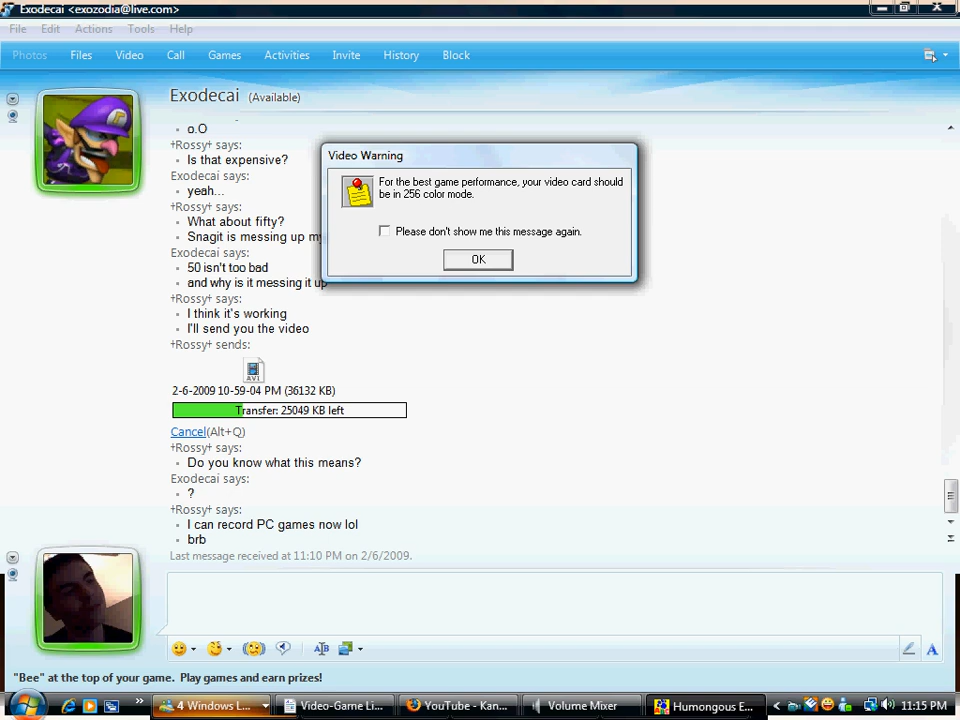 Exodecai <exozodia@live.com>
File Edit Actions Tools Help
Photos Files Video Call Games Activities Invite History Block
Exodecai (Available)
o.O
+Rossy+ says:
Is that expensive?
Exodecai says:
yeah...
+Rossy+ says:
What about fifty?
Snagit is messing up my
Exodecai says:
50 isn't too bad
and why is it messing it up
+Rossy+ says:
I think it's working
I'll send you the video
+Rossy+ sends:
AVI
2-6-2009 10-59-04 PM (36132 KB)
Transfer: 25049 KB left
Cancel(Alt+Q)
+Rossy+ says:
Do you know what this means?
Exodecai says:
?
+Rossy+ says:
I can record PC games now lol
brb
Last message received at 11:10 PM on 2/6/2009.
Video Warning
For the best game performance, your video card should
be in 256 color mode.
Please don't show me this message again.
OK
"Bee" at the top of your game. Play games and earn prizes!
4 Windows L... Video-Game Li... YouTube - Kan... Volume Mixer Humongous E... 11:15 PM